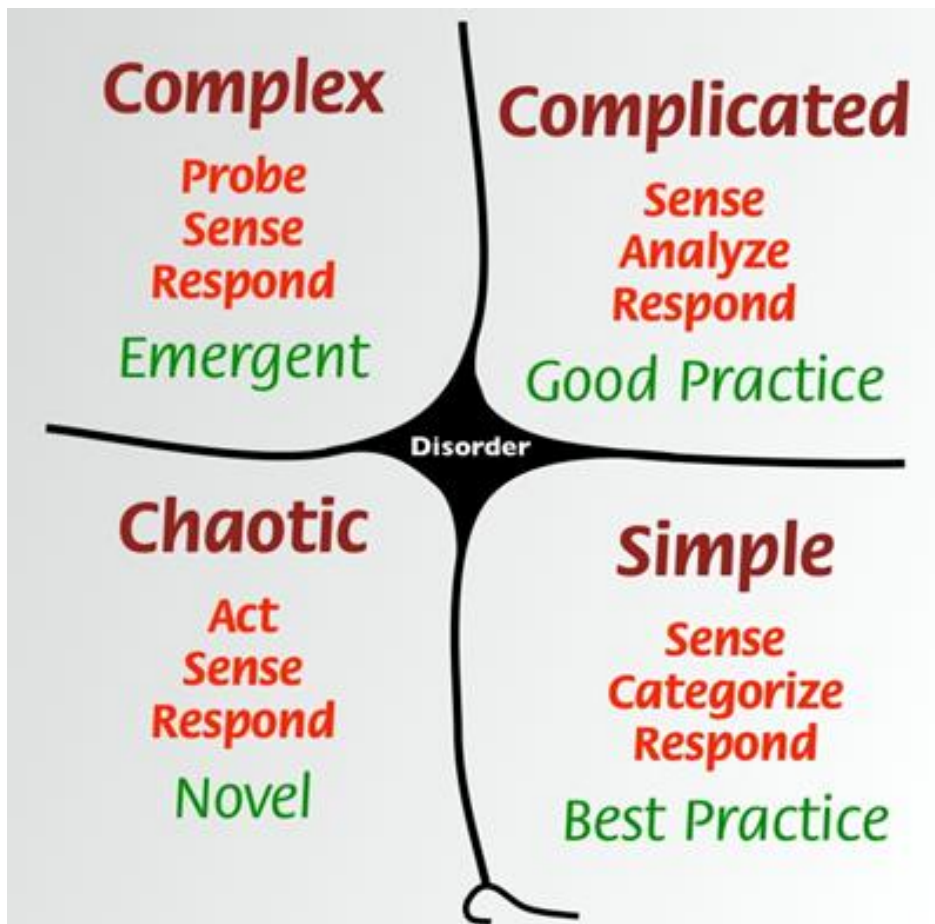 Complex
Probe
Sense
Respond
Emergent
Complicated
Sense
Analyze
Respond
Good Practice
Disorder
Chaotic
Act
Sense
Respond
Novel
Simple
Sense
Categorize
Respond
Best Practice